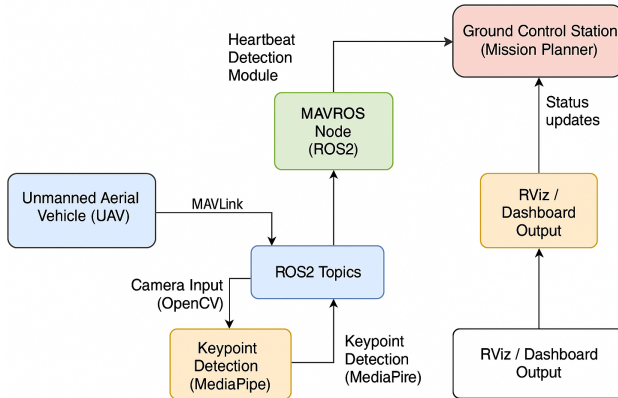 Heartbeat
Detection
Module
Ground Control Station
(Mission Planner)
MAVROS
Node
(ROS2)
Status
updates
Unmanned Aerial
Vehicle (UAV)
MAVLink
RViz /
Dashboard
Output
ROS2 Topics
Camera Input
(OpenCV)
Keypoint
Detection
(MediaPipe)
Keypoint
Detection
(MediaPire)
RViz / Dashboard
Output